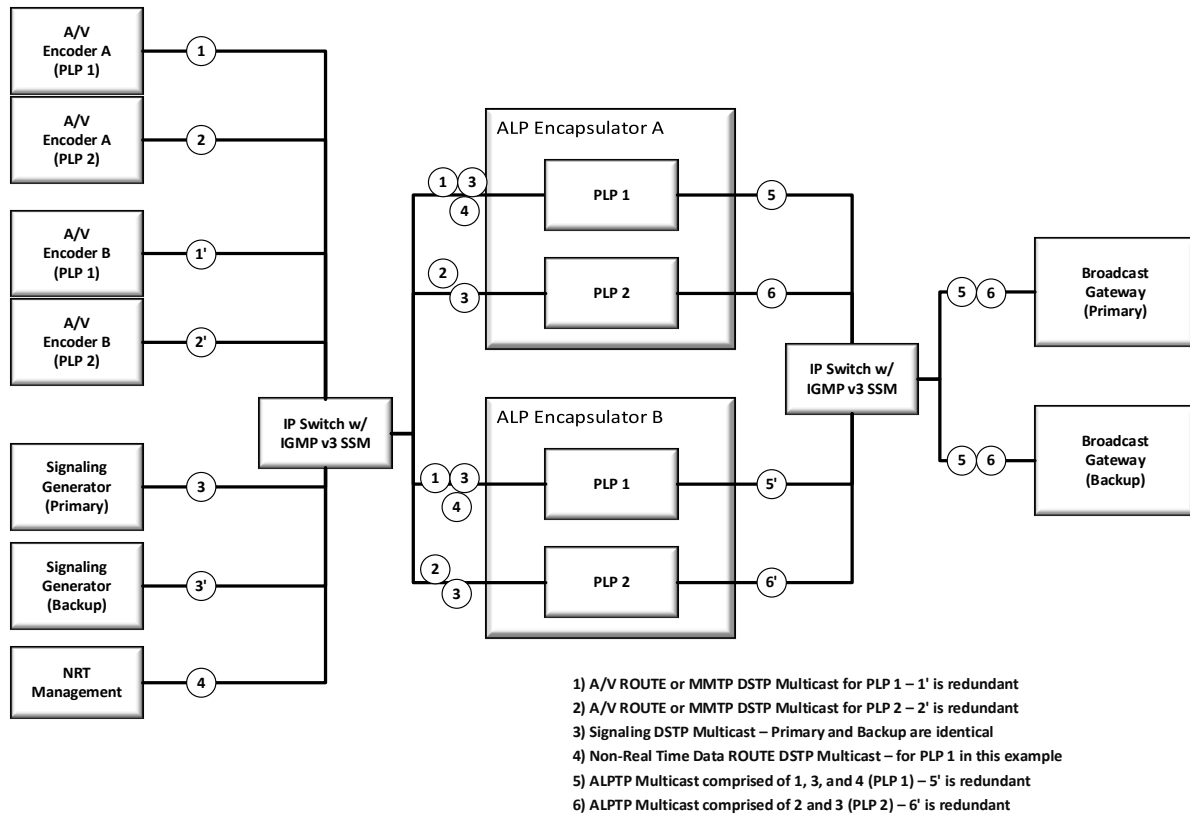 A/V
Encoder A
(PLP 1)
1
A/V
Encoder A
(PLP 2)
2
A/V
Encoder B
(PLP 1)
1'
A/V
Encoder B
(PLP 2)
2'
Signaling
Generator
(Primary)
3
Signaling
Generator
(Backup)
3'
NRT
Management
4
IP Switch w/
IGMP v3 SSM
ALP Encapsulator A
1 3
4
PLP 1
5
2
3
PLP 2
6
ALP Encapsulator B
1 3
4
PLP 1
5'
2
3
PLP 2
6'
IP Switch w/
IGMP v3 SSM
5 6
Broadcast
Gateway
(Primary)
5 6
Broadcast
Gateway
(Backup)
1) A/V ROUTE or MMTP DSTP Multicast for PLP 1 – 1' is redundant
2) A/V ROUTE or MMTP DSTP Multicast for PLP 2 – 2' is redundant
3) Signaling DSTP Multicast – Primary and Backup are identical
4) Non-Real Time Data ROUTE DSTP Multicast – for PLP 1 in this example
5) ALPTP Multicast comprised of 1, 3, and 4 (PLP 1) – 5' is redundant
6) ALPTP Multicast comprised of 2 and 3 (PLP 2) – 6' is redundant